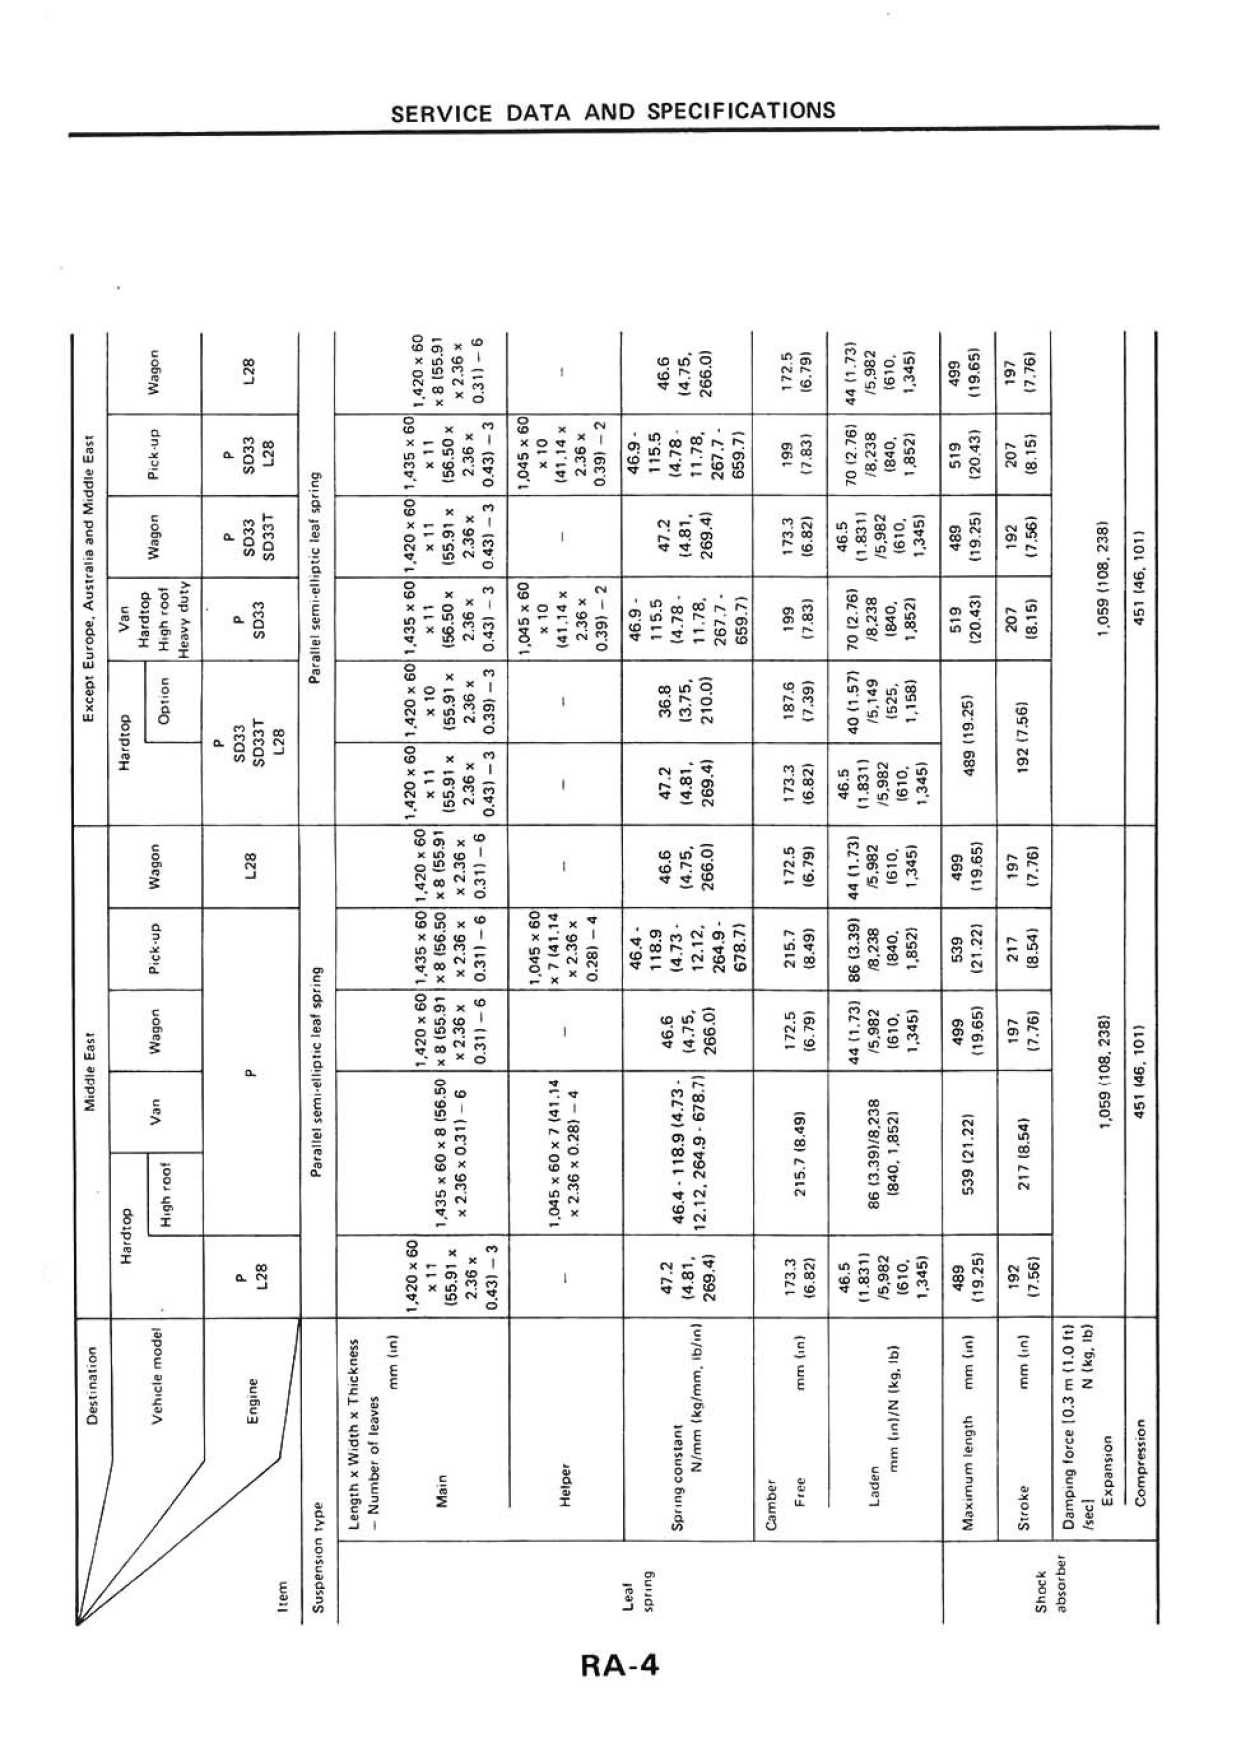 SERVICE DATA AND SPECIFICATIONS
Destination
Middle East
Except Europe, Australia and Middle East
Vehicle model
Hardtop
High roof
Van
Wagon
Pick-up
Wagon
Hardtop
Option
Van
Hardtop
High roof
Heavy duty
Wagon
Pick-up
Wagon
Engine
P
L28
P
L28
P
SD33
SD33T
L28
P
SD33
P
SD33
SD33T
P
SD33
L28
L28
Item
Suspension type
Parallel semi-elliptic leaf spring
Parallel semi-elliptic leaf spring
Leaf
spring
Length x Width x Thickness
– Number of leaves
mm (in)
Main
1,420 x 60
x 11
(55.91 x
2.36 x
0.43) – 3
1,435 x 60 x 8 (56.50
x 2.36 x 0.31) – 6
1,420 x 60
x 8 (55.91
x 2.36 x
0.31) – 6
1,435 x 60
x 8 (56.50
x 2.36 x
0.31) – 6
1,420 x 60
x 8 (55.91
x 2.36 x
0.31) – 6
1,420 x 60
x 11
(55.91 x
2.36 x
0.43) – 3
1,420 x 60
x 10
(55.91 x
2.36 x
0.39) – 3
1,435 x 60
x 11
(56.50 x
2.36 x
0.43) – 3
1,420 x 60
x 11
(55.91 x
2.36 x
0.43) – 3
1,435 x 60
x 11
(56.50 x
2.36 x
0.43) – 3
1,420 x 60
x 8 (55.91
x 2.36 x
0.31) – 6
Helper
–
1,045 x 60 x 7 (41.14
x 2.36 x 0.28) – 4
–
1,045 x 60
x 7 (41.14
x 2.36 x
0.28) – 4
–
–
–
1,045 x 60
x 10
(41.14 x
2.36 x
0.39) – 2
–
1,045 x 60
x 10
(41.14 x
2.36 x
0.39) – 2
–
Spring constant
N/mm (kg/mm, lb/in)
47.2
(4.81,
269.4)
46.4 - 118.9 (4.73 -
12.12, 264.9 - 678.7)
46.6
(4.75,
266.0)
46.4 -
118.9
(4.73 -
12.12,
264.9 -
678.7)
46.6
(4.75,
266.0)
47.2
(4.81,
269.4)
36.8
(3.75,
210.0)
46.9 -
115.5
(4.78 -
11.78,
267.7 -
659.7)
47.2
(4.81,
269.4)
46.9 -
115.5
(4.78 -
11.78,
267.7 -
659.7)
46.6
(4.75,
266.0)
Camber
Free mm (in)
173.3
(6.82)
215.7 (8.49)
172.5
(6.79)
215.7
(8.49)
172.5
(6.79)
173.3
(6.82)
187.6
(7.39)
199
(7.83)
173.3
(6.82)
199
(7.83)
172.5
(6.79)
Laden
mm (in)/N (kg, lb)
46.5
(1.831)
/5,982
(610,
1,345)
86 (3.39)/8,238
(840, 1,852)
44 (1.73)
/5,982
(610,
1,345)
86 (3.39)
/8,238
(840,
1,852)
44 (1.73)
/5,982
(610,
1,345)
46.5
(1.831)
/5,982
(610,
1,345)
40 (1.57)
/5,149
(525,
1,158)
70 (2.76)
/8,238
(840,
1,852)
46.5
(1.831)
/5,982
(610,
1,345)
70 (2.76)
/8,238
(840,
1,852)
44 (1.73)
/5,982
(610,
1,345)
Shock
absorber
Maximum length mm (in)
489
(19.25)
539 (21.22)
499
(19.65)
539
(21.22)
499
(19.65)
489 (19.25)
519
(20.43)
489
(19.25)
519
(20.43)
499
(19.65)
Stroke mm (in)
192
(7.56)
217 (8.54)
197
(7.76)
217
(8.54)
197
(7.76)
192 (7.56)
207
(8.15)
192
(7.56)
207
(8.15)
197
(7.76)
Damping force [0.3 m (1.0 ft)
/sec] N (kg, lb)
Expansion
1,059 (108, 238)
1,059 (108, 238)
Compression
451 (46, 101)
451 (46, 101)
RA-4